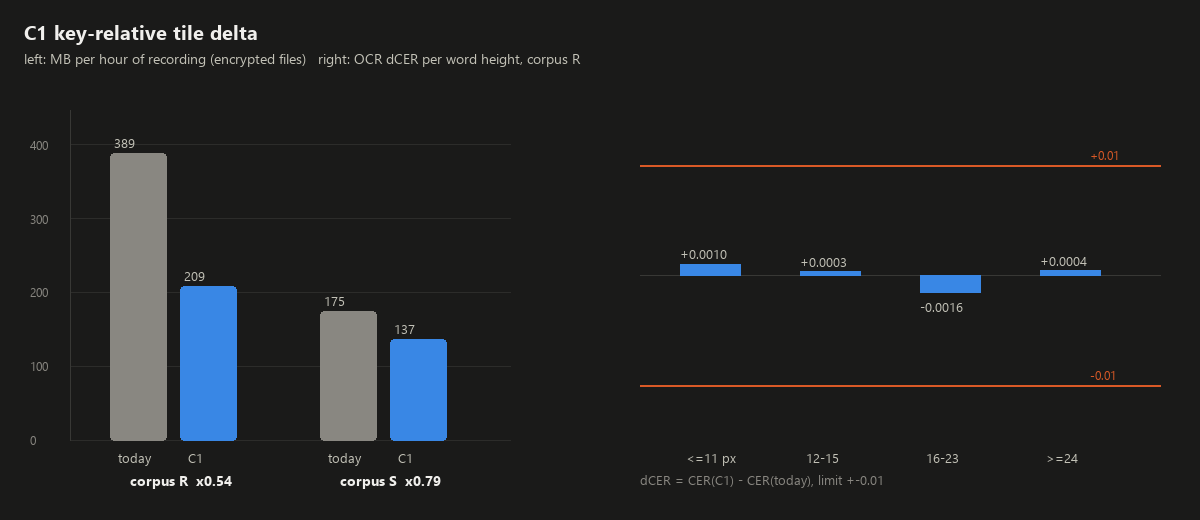 C1 key-relative tile delta
left: MB per hour of recording (encrypted files)   right: OCR dCER per word height, corpus R
400
300
200
100
0
389
209
175
137
today
C1
today
C1
corpus R  x0.54
corpus S  x0.79
+0.01
+0.0010
+0.0003
-0.0016
+0.0004
-0.01
<=11 px
12-15
16-23
>=24
dCER = CER(C1) - CER(today), limit +-0.01